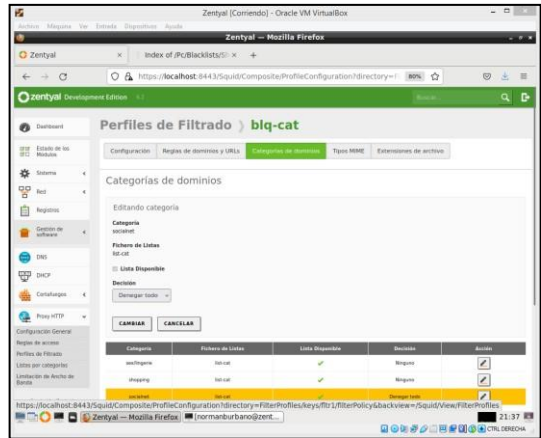 Zentyal [Corriendo] - Oracle VM VirtualBox
Archivo Máquina Ver Entrada Dispositivos Ayuda
Zentyal — Mozilla Firefox
Zentyal × Index of /Pc/Blacklists/S × +
https://localhost:8443/Squid/Composite/ProfileConfiguration?directory= 80%
zentyal Development Edition Buscar...
Perfiles de Filtrado › blq-cat
Dashboard
Estado de los Módulos
Sistema
Red
Registros
Gestión de software
DNS
DHCP
Cortafuegos
Proxy HTTP
Configuración General
Reglas de acceso
Perfiles de Filtrado
Listas por categorías
Limitación de Ancho de Banda
Configuración Reglas de dominios y URLs Categorías de dominios Tipos MIME Extensiones de archivo
Categorías de dominios
Editando categoría
Categoría
socialnet
Fichero de Listas
list-cat
Lista Disponible
Decisión
Denegar todo
CAMBIAR CANCELAR
Categoría Fichero de Listas Lista Disponible Decisión Acción
list-cat Ninguno
shopping list-cat Ninguno
socialnet list-cat Denegar todo
https://localhost:8443/Squid/Composite/ProfileConfiguration?directory=FilterProfiles/keys/fltr1/filterPolicy&backview=/Squid/View/FilterProfiles
Zentyal — Mozilla Firefox [normanburbano@zent... 21:37
CTRL DERECHA